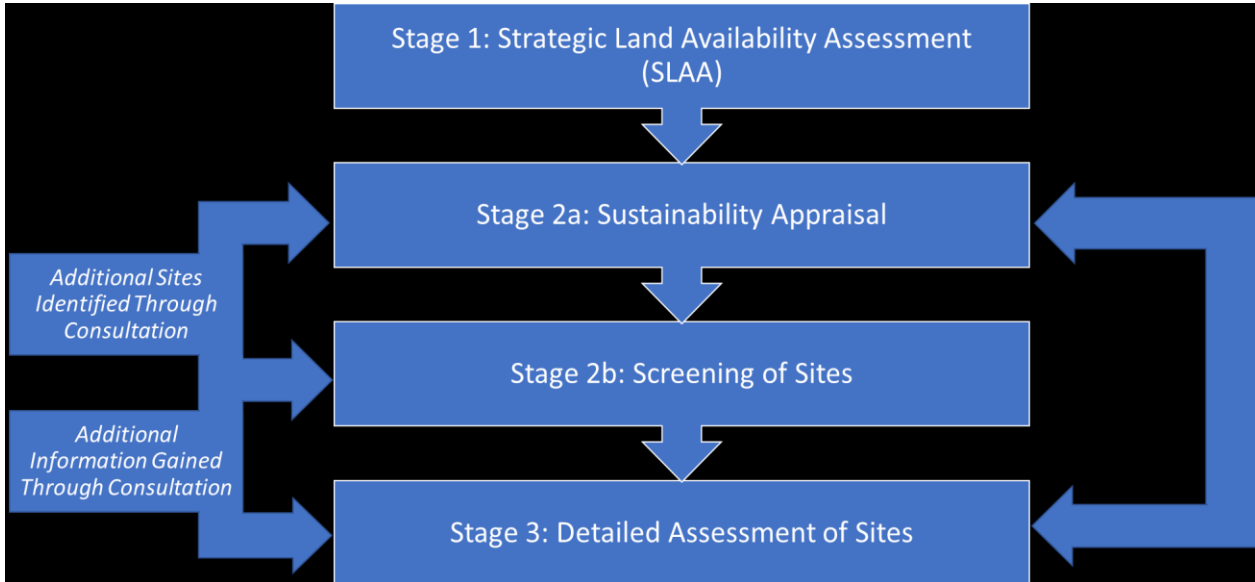 Stage 1: Strategic Land Availability Assessment
(SLAA)
Stage 2a: Sustainability Appraisal
Additional Sites
Identified Through
Consultation
Stage 2b: Screening of Sites
Additional
Information Gained
Through Consultation
Stage 3: Detailed Assessment of Sites